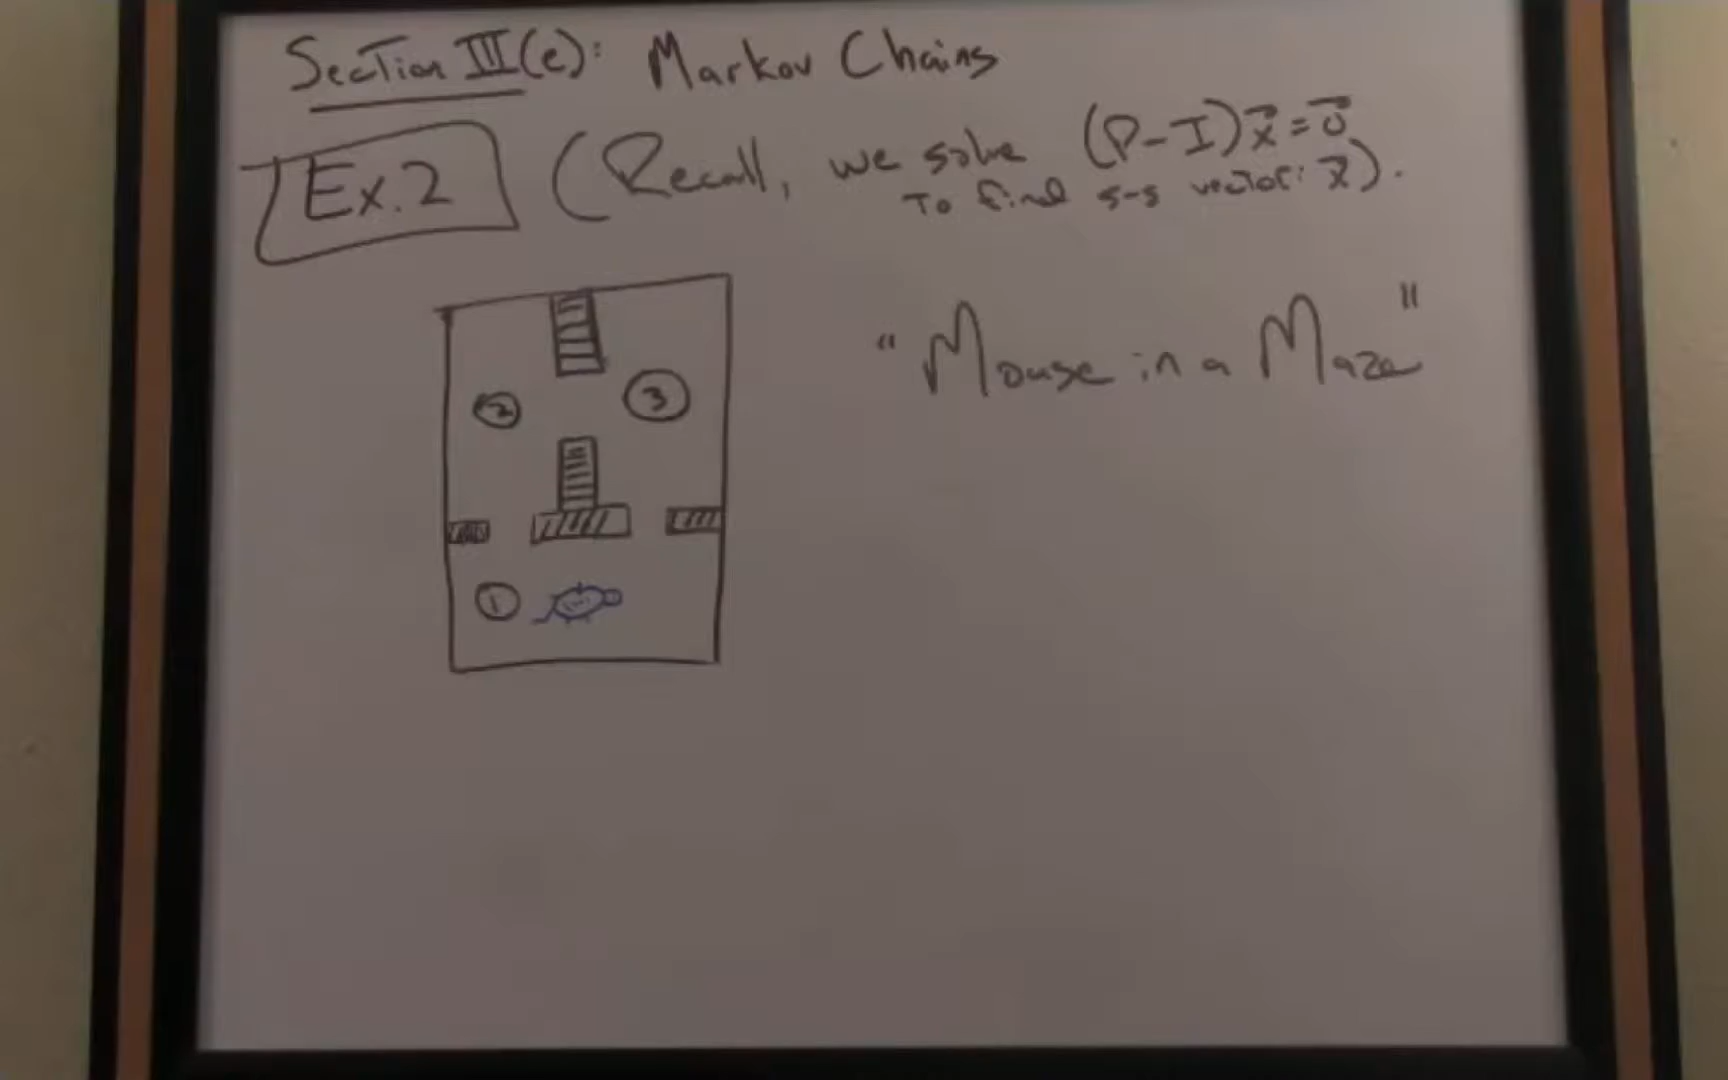 Section III(e): Markov Chains
Ex. 2 (Recall, we solve (P-I)x⃗ = 0⃗
To find s-s vector: x⃗).
"Mouse in a Maze"
2 3
1